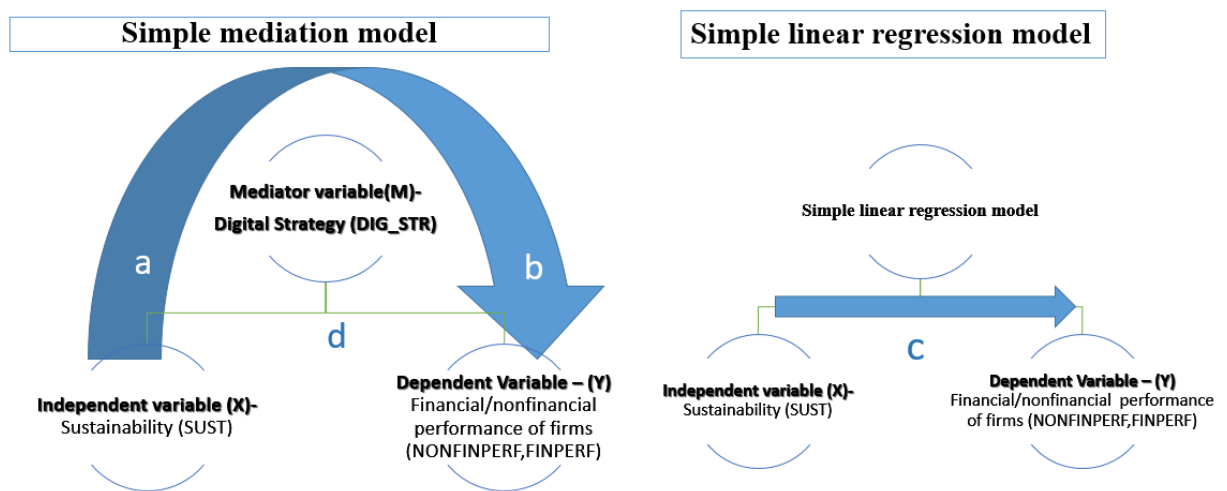 Simple mediation model
Mediator variable(M)-
Digital Strategy (DIG_STR)
a
b
d
Independent variable (X)-
Sustainability (SUST)
Dependent Variable – (Y)
Financial/nonfinancial
performance of firms
(NONFINPERF,FINPERF)
Simple linear regression model
Simple linear regression model
c
Independent variable (X)-
Sustainability (SUST)
Dependent Variable – (Y)
Financial/nonfinancial performance
of firms (NONFINPERF,FINPERF)